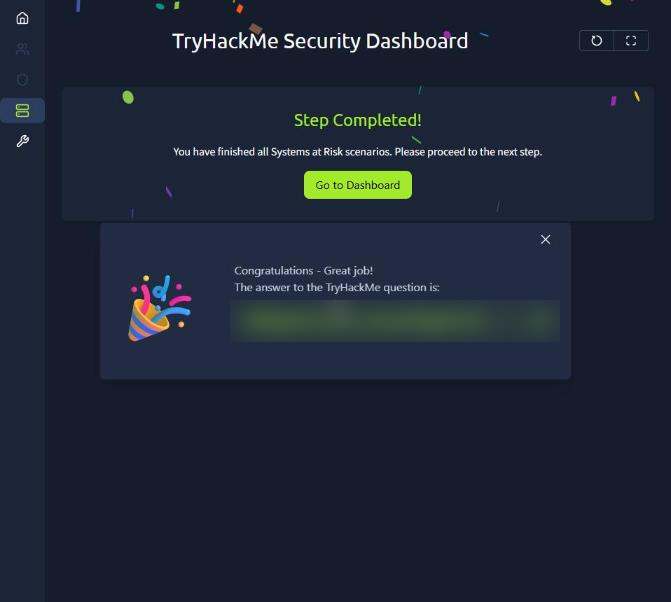 TryHackMe Security Dashboard
Step Completed!
You have finished all Systems at Risk scenarios. Please proceed to the next step.
Go to Dashboard
Congratulations - Great job!
The answer to the TryHackMe question is: